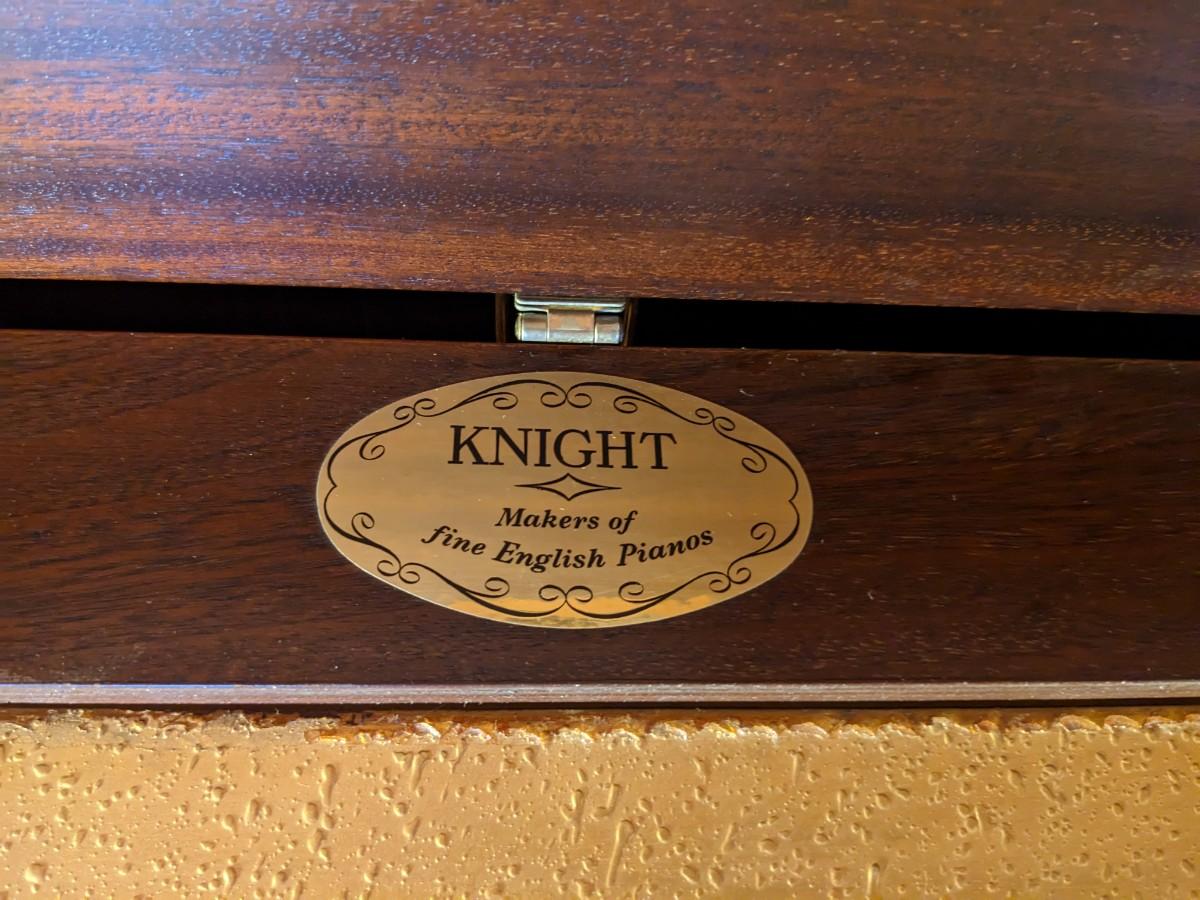 KNIGHT
Makers of
fine English Pianos